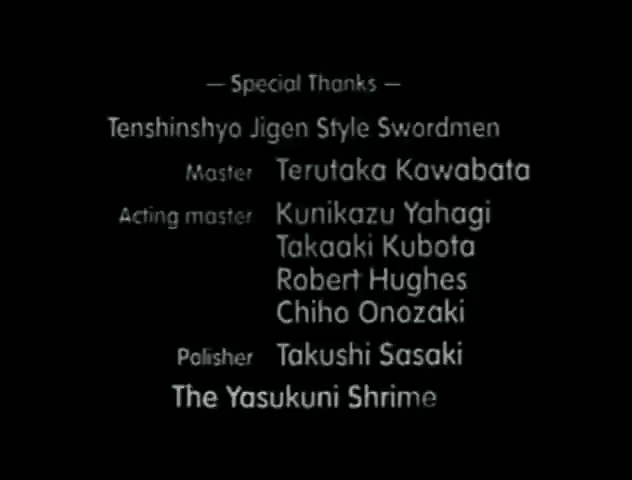 — Special Thanks —
Tenshinshyo Jigen Style Swordmen
Master Terutaka Kawabata
Acting master Kunikazu Yahagi
Takaaki Kubota
Robert Hughes
Chiho Onozaki
Polisher Takushi Sasaki
The Yasukuni Shrime